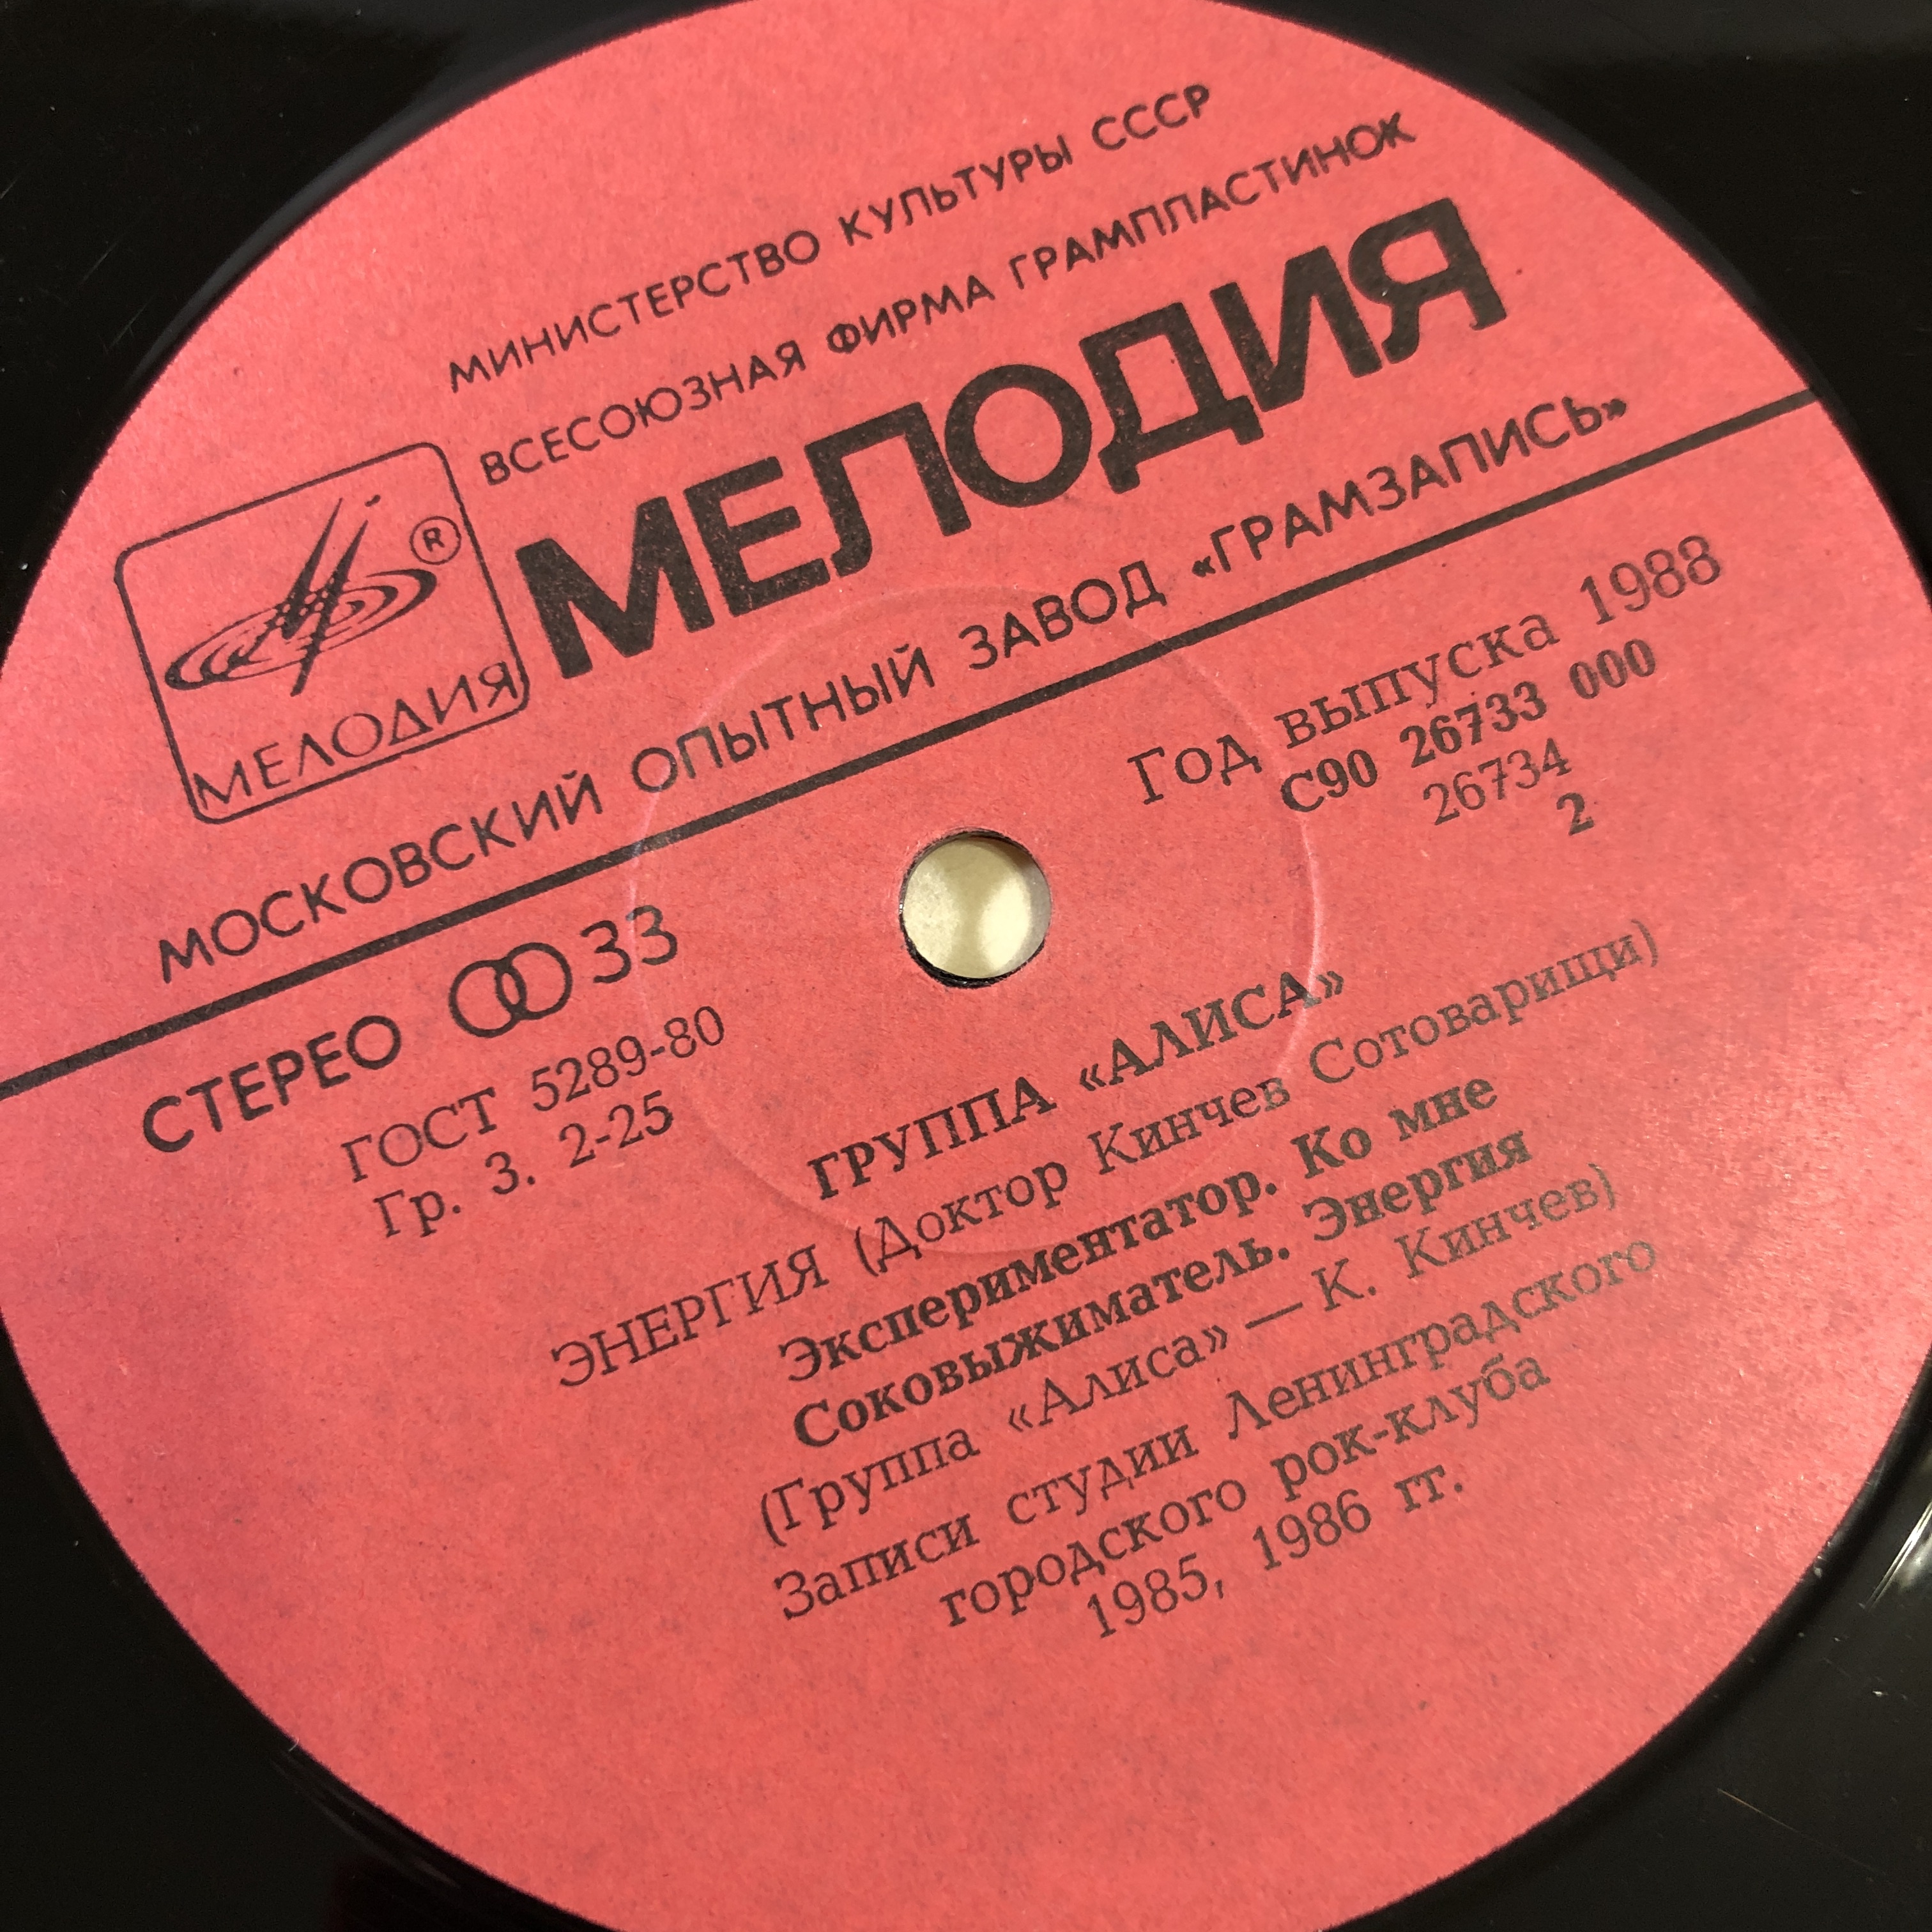 МИНИСТЕРСТВО КУЛЬТУРЫ СССР
ВСЕСОЮЗНАЯ ФИРМА ГРАМПЛАСТИНОК
МЕЛОДИЯ
®
МЕЛОДИЯ
МОСКОВСКИЙ ОПЫТНЫЙ ЗАВОД «ГРАМЗАПИСЬ»
Год выпуска 1988
С90 26733 000
26734
2
СТЕРЕО 33
ГОСТ 5289-80
Гр. 3. 2-25
ГРУППА «АЛИСА»
ЭНЕРГИЯ (Доктор Кинчев Сотоварищи)
Экспериментатор. Ко мне
Соковыжиматель. Энергия
(Группа «Алиса» — К. Кинчев)
Записи студии Ленинградского
городского рок-клуба
1985, 1986 гг.